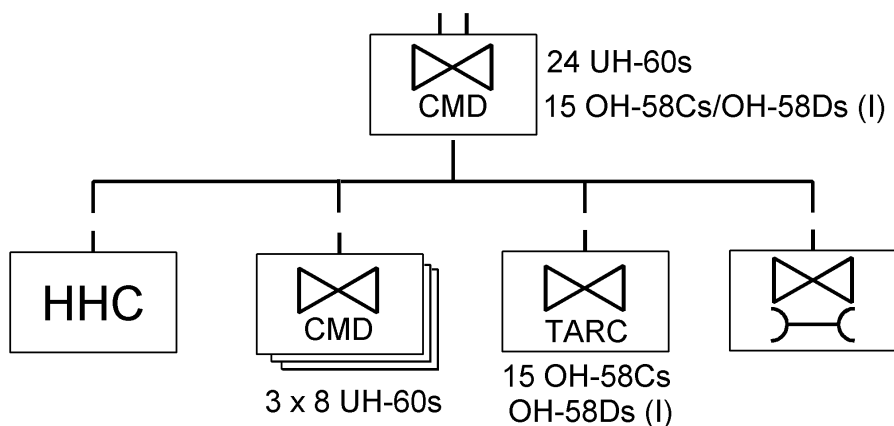 24 UH-60s
CMD
15 OH-58Cs/OH-58Ds (I)
HHC
CMD
TARC
3 x 8 UH-60s
15 OH-58Cs
OH-58Ds (I)